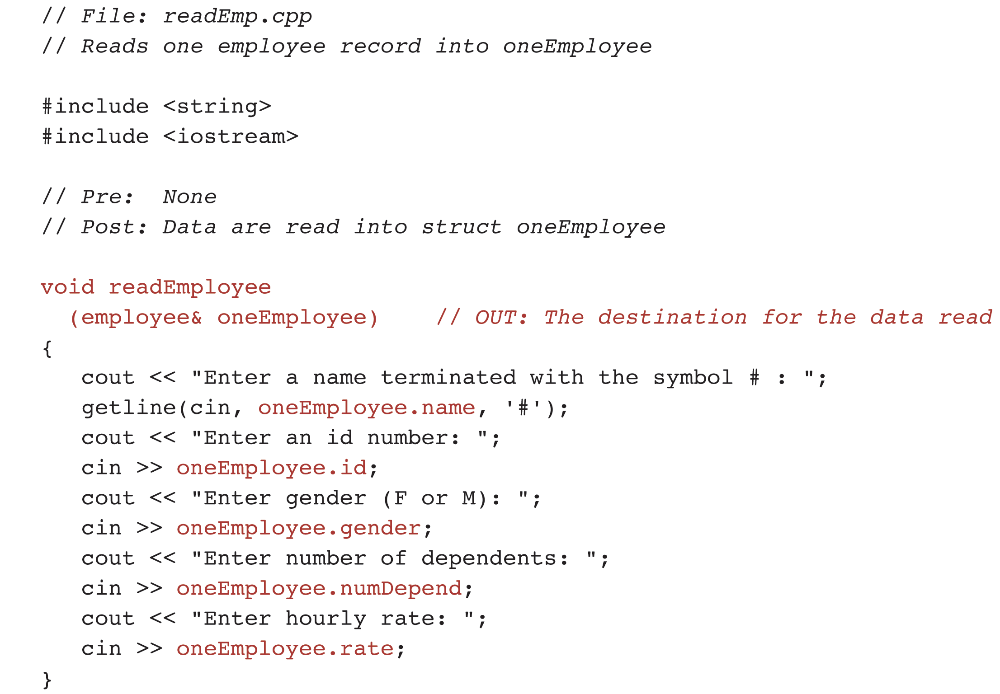 // File: readEmp.cpp
// Reads one employee record into oneEmployee

#include <string>
#include <iostream>

// Pre:  None
// Post: Data are read into struct oneEmployee

void readEmployee
  (employee& oneEmployee)    // OUT: The destination for the data read
{
   cout << "Enter a name terminated with the symbol # : ";
   getline(cin, oneEmployee.name, '#');
   cout << "Enter an id number: ";
   cin >> oneEmployee.id;
   cout << "Enter gender (F or M): ";
   cin >> oneEmployee.gender;
   cout << "Enter number of dependents: ";
   cin >> oneEmployee.numDepend;
   cout << "Enter hourly rate: ";
   cin >> oneEmployee.rate;
}